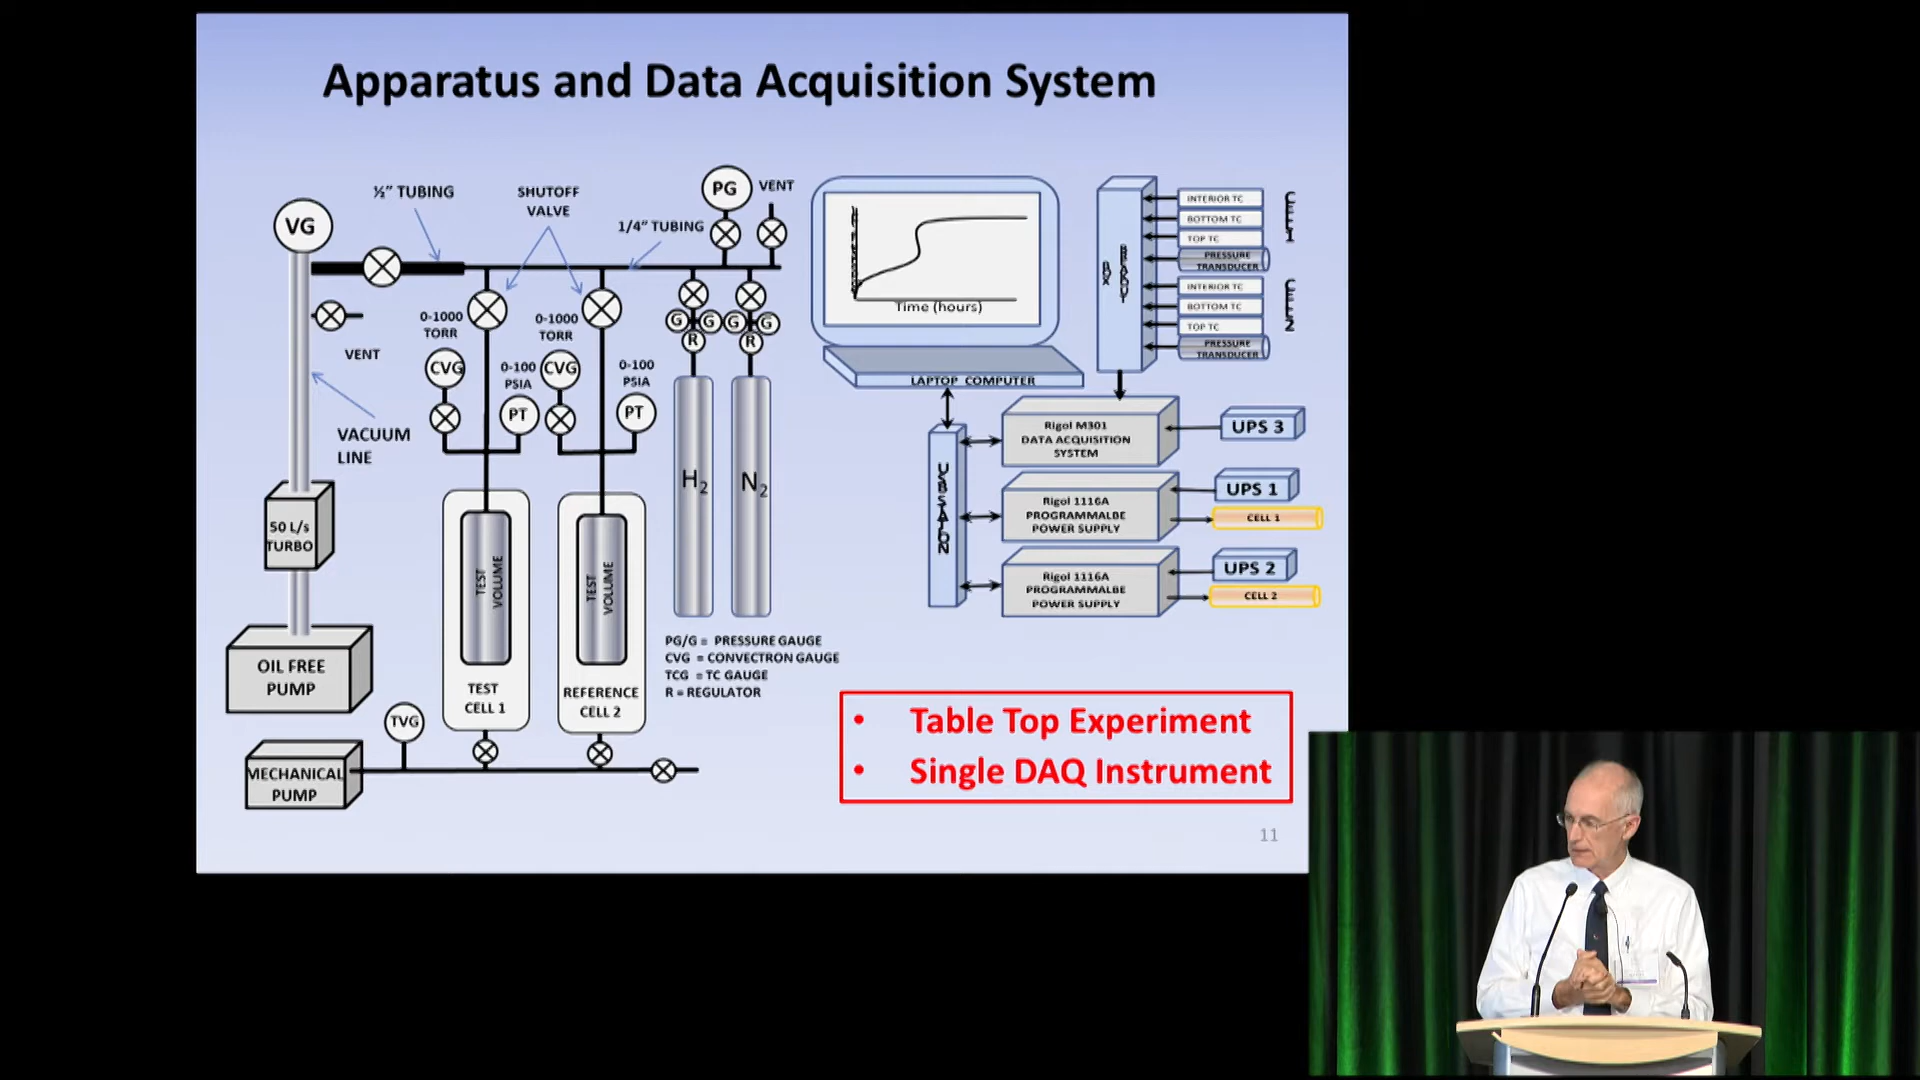 Apparatus and Data Acquisition System
½" TUBING
SHUTOFF
VALVE
1/4" TUBING
PG
VENT
VG
0-1000
TORR
0-1000
TORR
VENT
CVG
0-100
PSIA
CVG
0-100
PSIA
PT
PT
G
G
G
G
R
R
VACUUM
LINE
H2
N2
50 L/s
TURBO
TEST
VOLUME
TEST
VOLUME
OIL FREE
PUMP
TEST
CELL 1
REFERENCE
CELL 2
TVG
MECHANICAL
PUMP
PG/G = PRESSURE GAUGE
CVG = CONVECTRON GAUGE
TCG = TC GAUGE
R = REGULATOR
Time (hours)
LAPTOP COMPUTER
INTERIOR TC
BOTTOM TC
TOP TC
PRESSURE
TRANSDUCER
INTERIOR TC
BOTTOM TC
TOP TC
PRESSURE
TRANSDUCER
Rigol M301
DATA ACQUISITION
SYSTEM
UPS 3
Rigol 1116A
PROGRAMMALBE
POWER SUPPLY
UPS 1
CELL 1
Rigol 1116A
PROGRAMMALBE
POWER SUPPLY
UPS 2
CELL 2
• Table Top Experiment
• Single DAQ Instrument
11